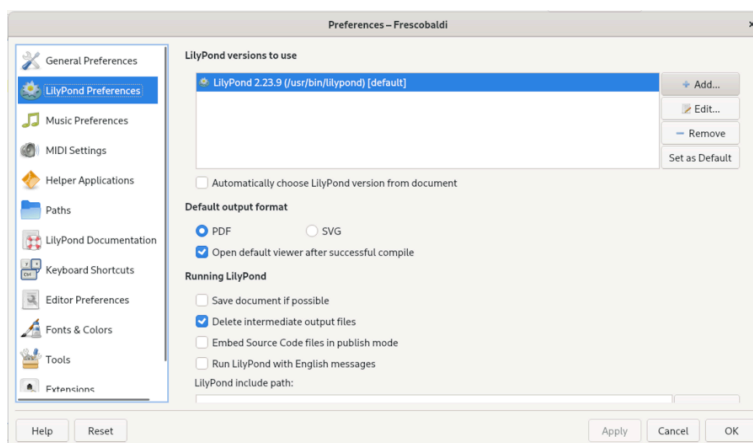 Preferences – Frescobaldi
General Preferences
LilyPond Preferences
Music Preferences
MIDI Settings
Helper Applications
Paths
LilyPond Documentation
Keyboard Shortcuts
Editor Preferences
Fonts & Colors
Tools
Extensions
LilyPond versions to use
LilyPond 2.23.9 (/usr/bin/lilypond) [default]
Add...
Edit...
Remove
Set as Default
Automatically choose LilyPond version from document
Default output format
PDF
SVG
Open default viewer after successful compile
Running LilyPond
Save document if possible
Delete intermediate output files
Embed Source Code files in publish mode
Run LilyPond with English messages
LilyPond include path:
Help
Reset
Apply
Cancel
OK